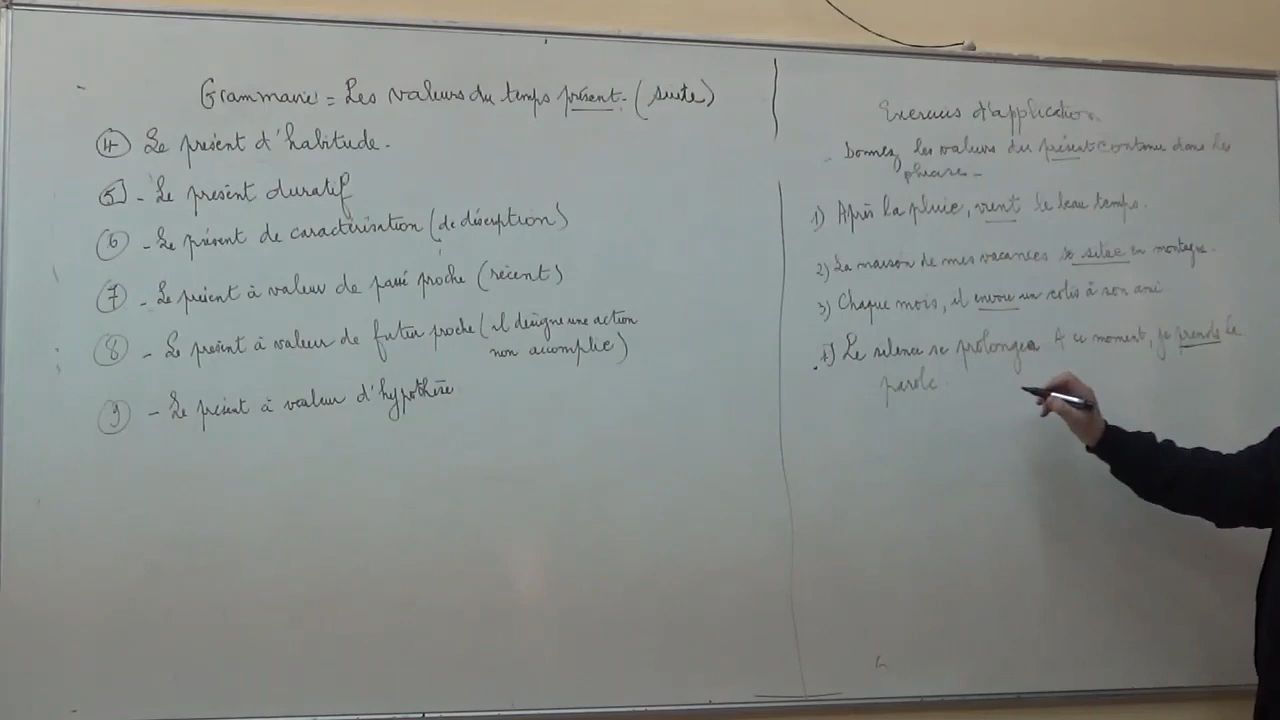 Grammaire = Les valeurs du temps présent. (suite)
4 Le présent d'habitude.
5 - Le présent duratif
6 - Le présent de caractérisation (de description)
7 - Le présent à valeur de passé proche (récent)
8 - Le présent à valeur de futur proche (il désigne une action
non accomplie)
9 - Le présent à valeur d'hypothèse
Exercices d'application.
Donnez les valeurs du présent contenu dans les
phrases -
1) Après la pluie, vient le beau temps.
2) La maison de mes vacances se situe en montagne.
3) Chaque mois, il envoie un colis à son ami
4) Le silence se prolongea A ce moment, je prends la
parole.